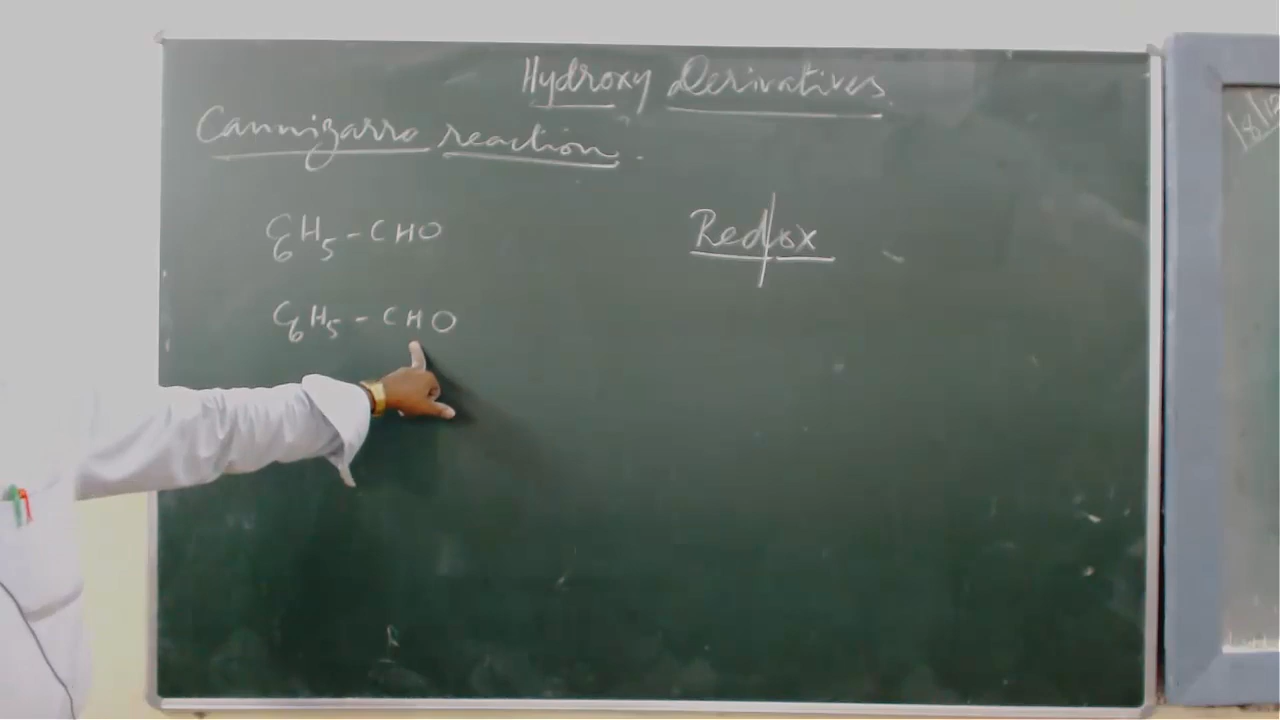 Hydroxy Derivatives
Cannizarro reaction.
C6H5-CHO
Redox
C6H5-CHO